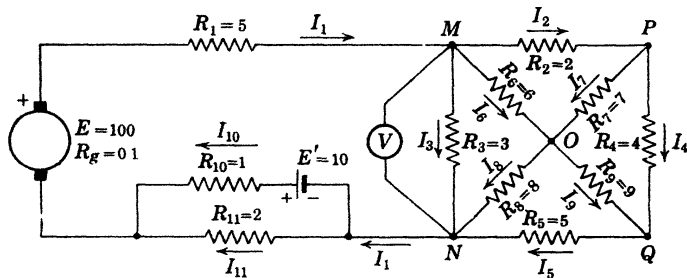 R₁=5
I₁
M
I₂
R₂=2
P
+
E=100
R_g=0 1
I₁₀
R₁₀=1
E'=10
+ −
R₁₁=2
I₁₁
I₁
V
I₃
R₃=3
R₆=6
I₆
I₇
R₇=7
O
R₄=4
I₄
I₈
R₈=8
R₉=9
I₉
N
R₅=5
I₅
Q